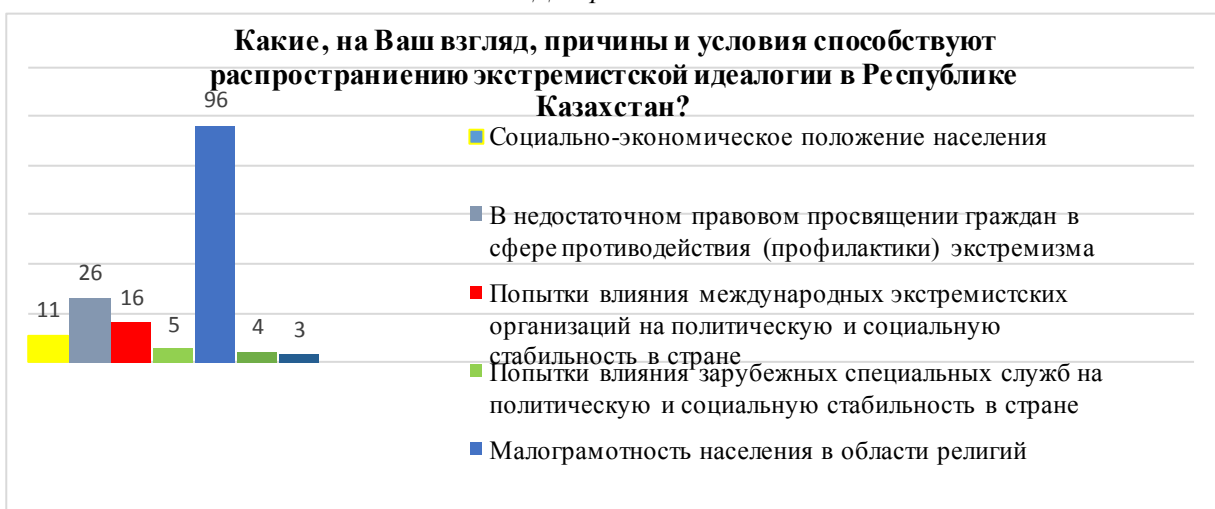 Какие, на Ваш взгляд, причины и условия способствуют
распространиению экстремистской идеалогии в Республике
Казахстан?
96
Социально-экономическое положение населения
В недостаточном правовом просвящении граждан в
сфере противодействия (профилактики) экстремизма
26
11
16
5
4
3
Попытки влияния международных экстремистских
организаций на политическую и социальную
стабильность в стране
Попытки влияния зарубежных специальных служб на
политическую и социальную стабильность в стране
Малограмотность населения в области религий